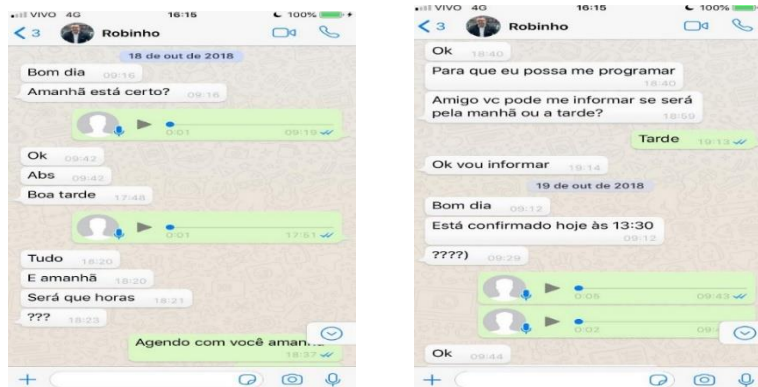 VIVO 4G 16:15 100%
3 Robinho
18 de out de 2018
Bom dia 09:16
Amanhã está certo? 09:16
0:01 09:19
Ok 09:42
Abs 09:42
Boa tarde 17:48
0:01 17:51
Tudo 18:20
E amanhã 18:20
Será que horas 18:21
??? 18:23
Agendo com você aman...
18:37
VIVO 4G 16:15 100%
3 Robinho
Ok 18:40
Para que eu possa me programar
18:40
Amigo vc pode me informar se será
pela manhã ou a tarde? 18:59
Tarde 19:13
Ok vou informar 19:14
19 de out de 2018
Bom dia 09:12
Está confirmado hoje às 13:30
09:12
????) 09:29
0:05 09:43
0:02
Ok 09:44